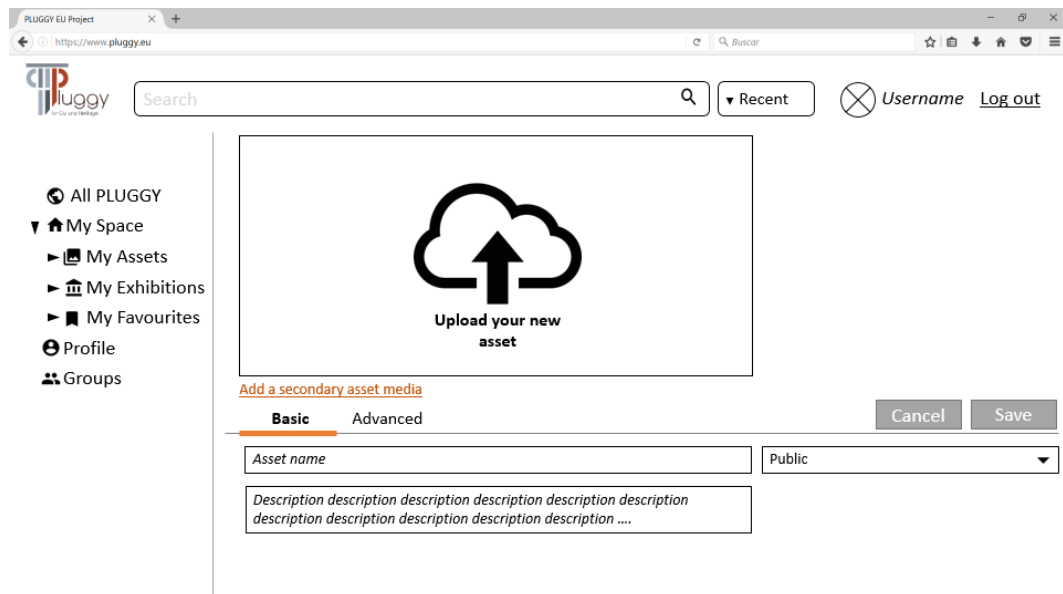 PLUGGY EU Project
https://www.pluggy.eu
Buscar
Pluggy
Search
Recent
Username
Log out
All PLUGGY
My Space
My Assets
My Exhibitions
My Favourites
Profile
Groups
Upload your new
asset
Add a secondary asset media
Basic
Advanced
Cancel
Save
Asset name
Public
Description description description description description description
description description description description description ....